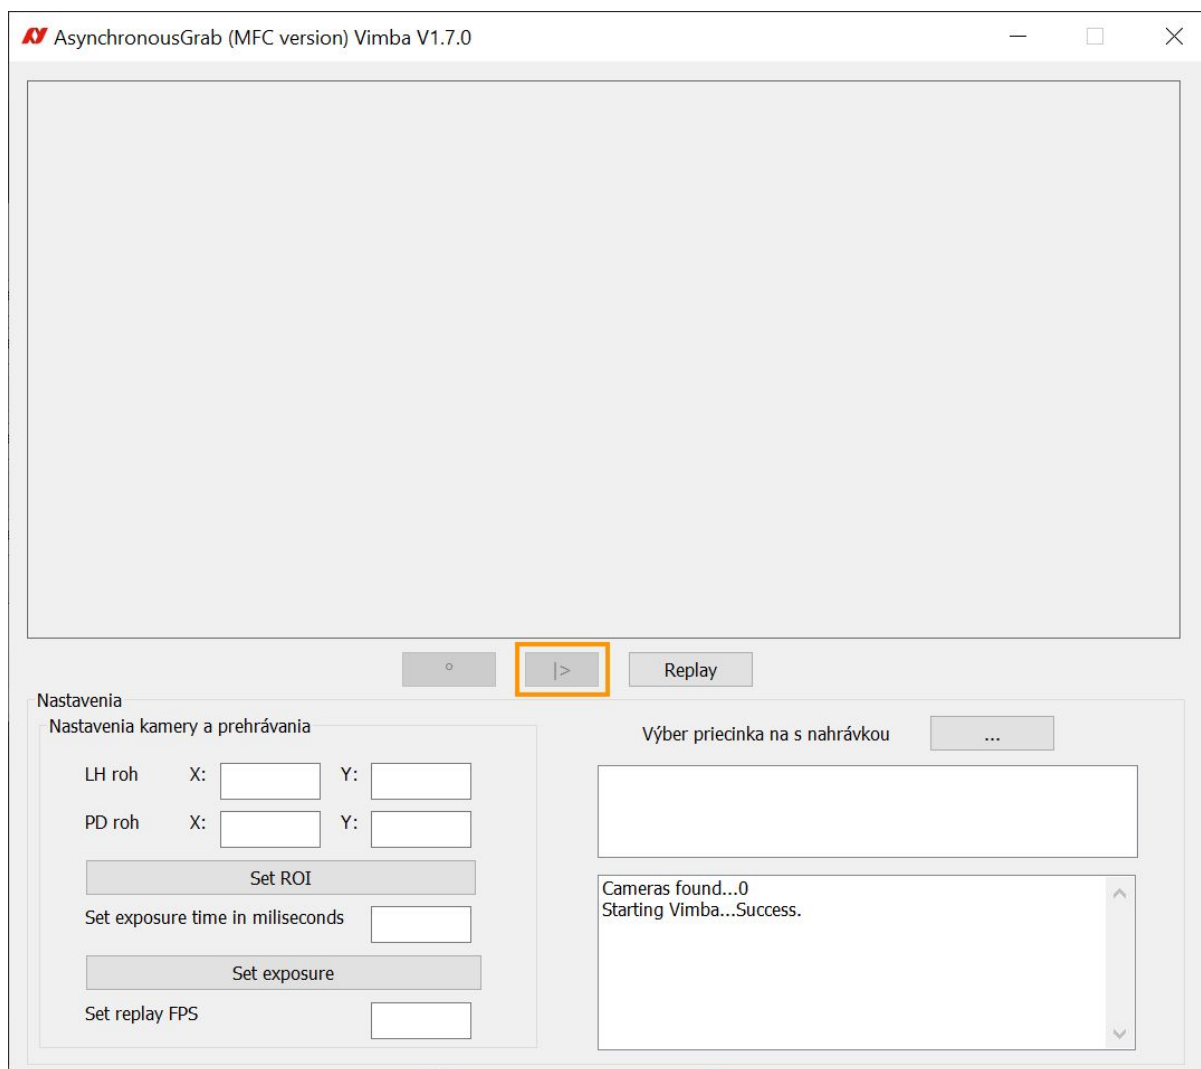 AsynchronousGrab (MFC version) Vimba V1.7.0
° |> Replay
Nastavenia
Nastavenia kamery a prehrávania
Výber priecinka na s nahrávkou ...
LH roh X: Y:
PD roh X: Y:
Set ROI
Set exposure time in miliseconds
Set exposure
Set replay FPS
Cameras found...0
Starting Vimba...Success.